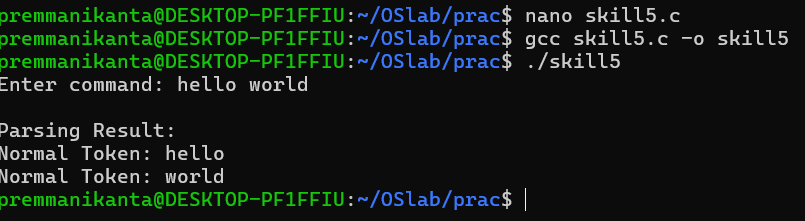 premmanikanta@DESKTOP-PF1FFIU:~/OSlab/prac$ nano skill5.c
premmanikanta@DESKTOP-PF1FFIU:~/OSlab/prac$ gcc skill5.c -o skill5
premmanikanta@DESKTOP-PF1FFIU:~/OSlab/prac$ ./skill5
Enter command: hello world

Parsing Result:
Normal Token: hello
Normal Token: world
premmanikanta@DESKTOP-PF1FFIU:~/OSlab/prac$